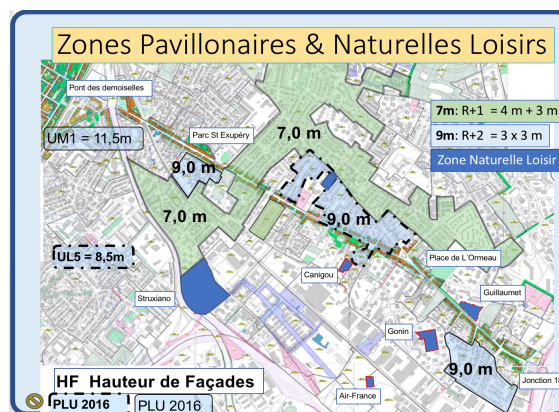 Zones Pavillonaires & Naturelles Loisirs
Pont des demoiselles
7m: R+1 = 4 m + 3 m
9m: R+2 = 3 x 3 m
Zone Naturelle Loisir
UM1 = 11,5m
Parc St Exupéry
7,0 m
9,0 m
7,0 m
9,0 m
UL5 = 8,5m
Place de L'Ormeau
Canigou
Struxiano
Guillaumet
Gonin
9,0 m
HF Hauteur de Façades
Air-France
Jonction
PLU 2016
PLU 2016